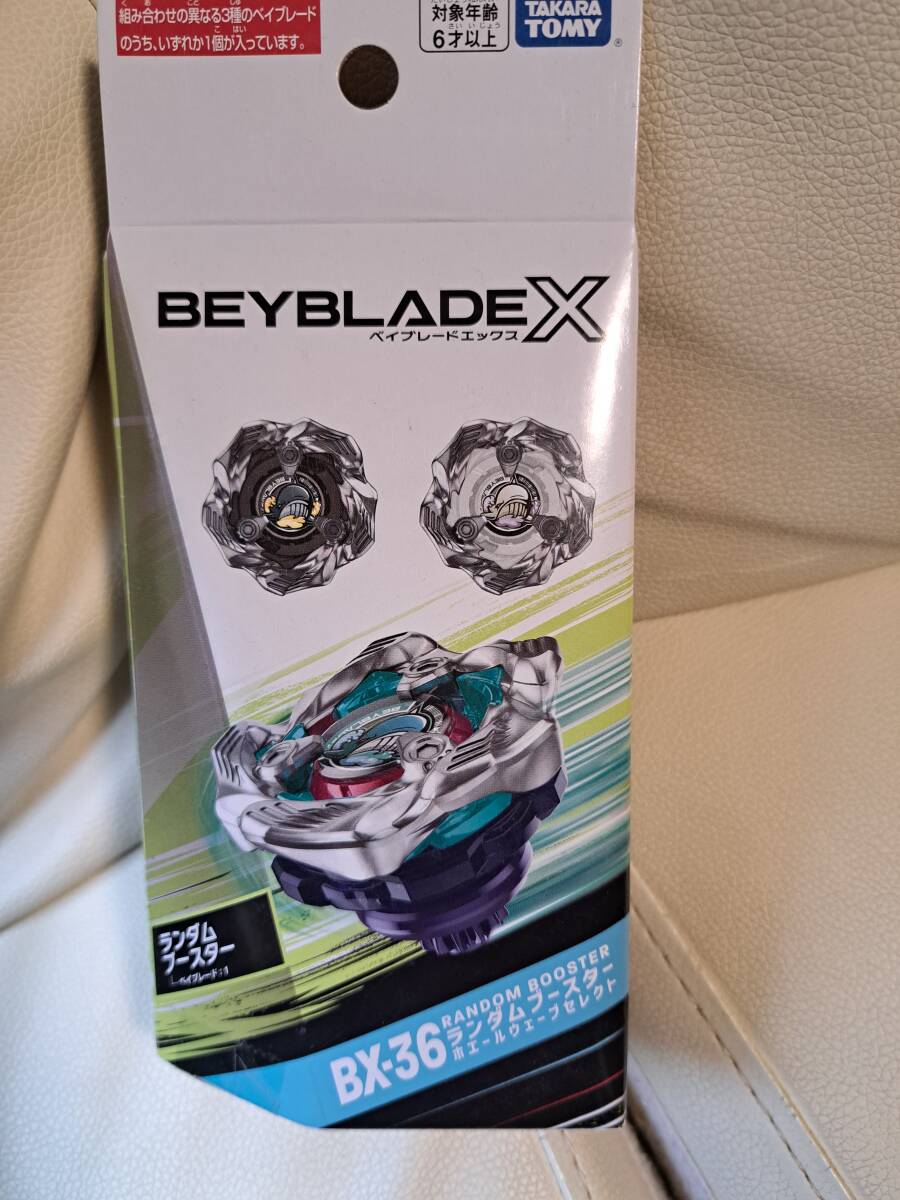 組み合わせの異なる3種のベイブレード
のうち、いずれか1個が入っています。
対象年齢
6才以上
TAKARA
TOMY
®
BEYBLADE X
ベイブレードエックス
ランダム
ブースター
BX-36
RANDOM BOOSTER
ランダムブースター
ホエールウェーブセレクト